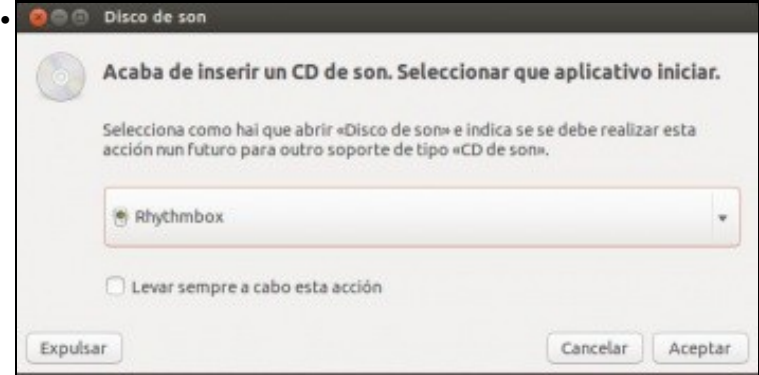 Disco de son
Acaba de inserir un CD de son. Seleccionar que aplicativo iniciar.
Selecciona como hai que abrir «Disco de son» e indica se se debe realizar esta
acción nun futuro para outro soporte de tipo «CD de son».
Rhythmbox
Levar sempre a cabo esta acción
Expulsar
Cancelar
Aceptar